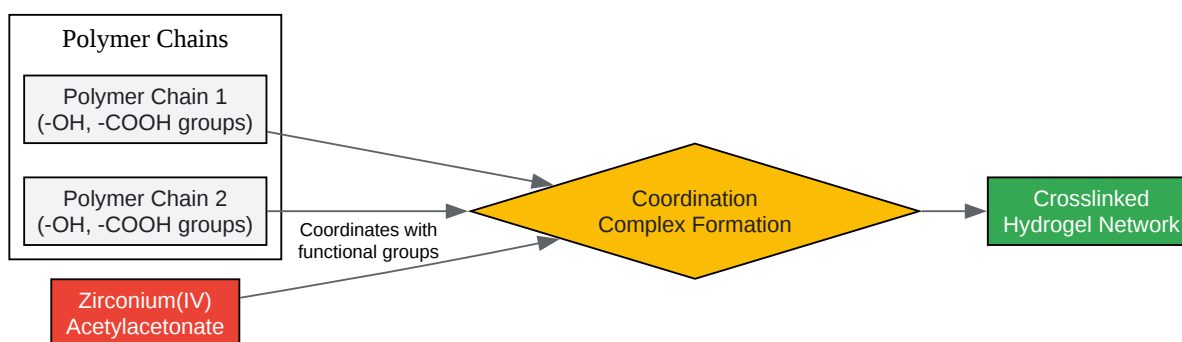 Polymer Chains
Polymer Chain 1
(-OH, -COOH groups)
Polymer Chain 2
(-OH, -COOH groups)
Coordinates with
functional groups
Zirconium(IV)
Acetylacetonate
Coordination
Complex Formation
Crosslinked
Hydrogel Network